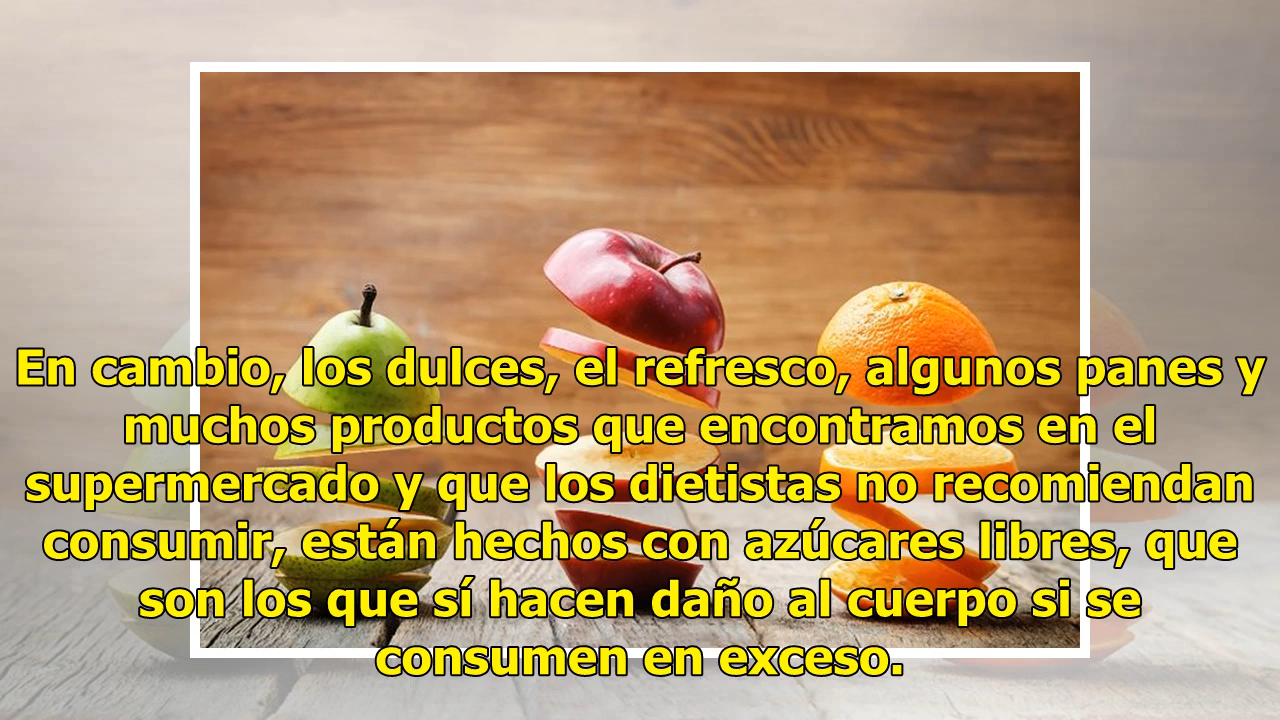 En cambio, los dulces, el refresco, algunos panes y
muchos productos que encontramos en el
supermercado y que los dietistas no recomiendan
consumir, están hechos con azúcares libres, que
son los que sí hacen daño al cuerpo si se
consumen en exceso.